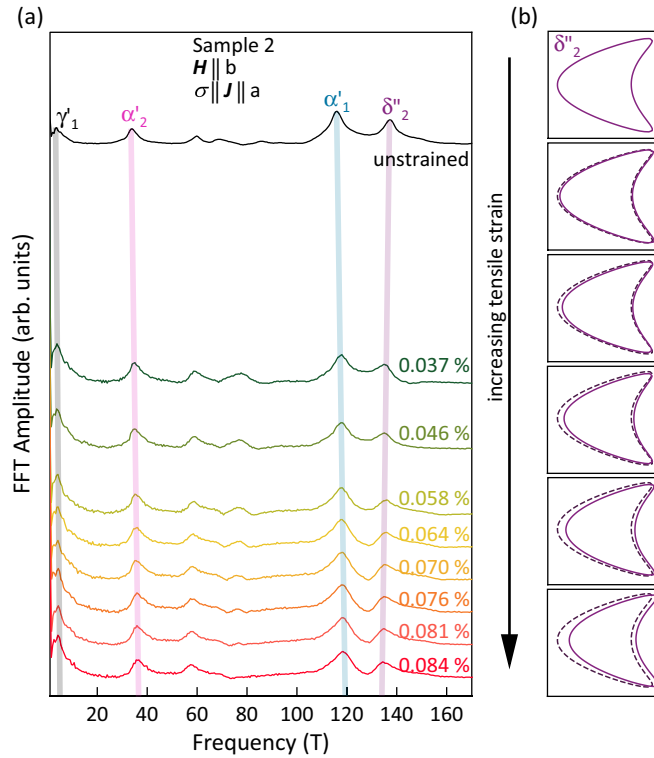 (a)
Sample 2
H || b
σ || J || a
γ'₁
α'₂
α'₁
δ"₂
unstrained
0.037 %
0.046 %
0.058 %
0.064 %
0.070 %
0.076 %
0.081 %
0.084 %
FFT Amplitude (arb. units)
20 40 60 80 100 120 140 160
Frequency (T)
increasing tensile strain
(b)
δ"₂